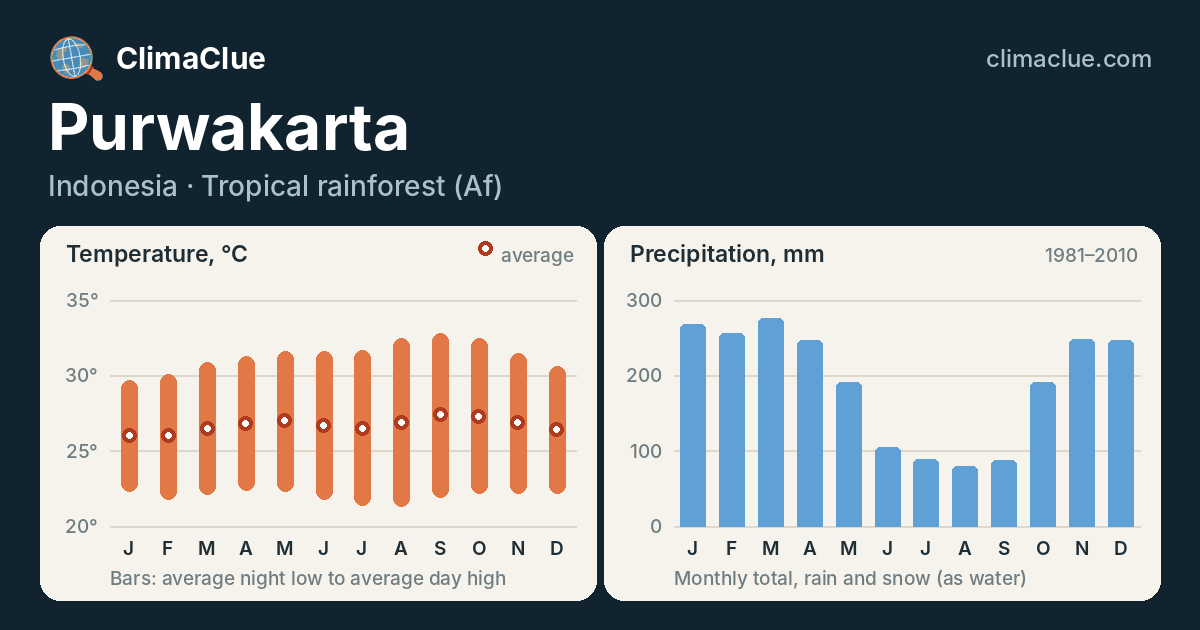 ClimaClue
climaclue.com
Purwakarta
Indonesia · Tropical rainforest (Af)
Temperature, °C
average
35°
30°
25°
20°
J F M A M J J A S O N D
Bars: average night low to average day high
Precipitation, mm
1981–2010
300
200
100
0
J F M A M J J A S O N D
Monthly total, rain and snow (as water)